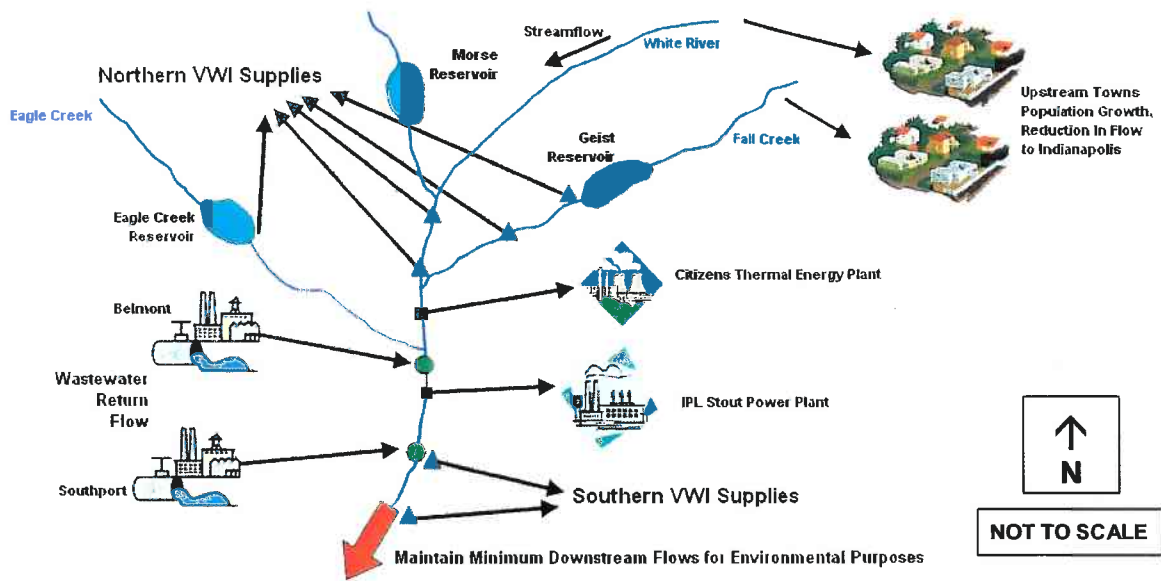 Streamflow
White River
Morse
Reservoir
Northern VWI Supplies
Eagle Creek
Upstream Towns
Population Growth,
Reduction In Flow
to Indianapolis
Geist
Reservoir
Fall Creek
Eagle Creek
Reservoir
Citizens Thermal Energy Plant
Belmont
Wastewater
Return
Flow
IPL Stout Power Plant
Southport
Southern VWI Supplies
N
NOT TO SCALE
Maintain Minimum Downstream Flows for Environmental Purposes